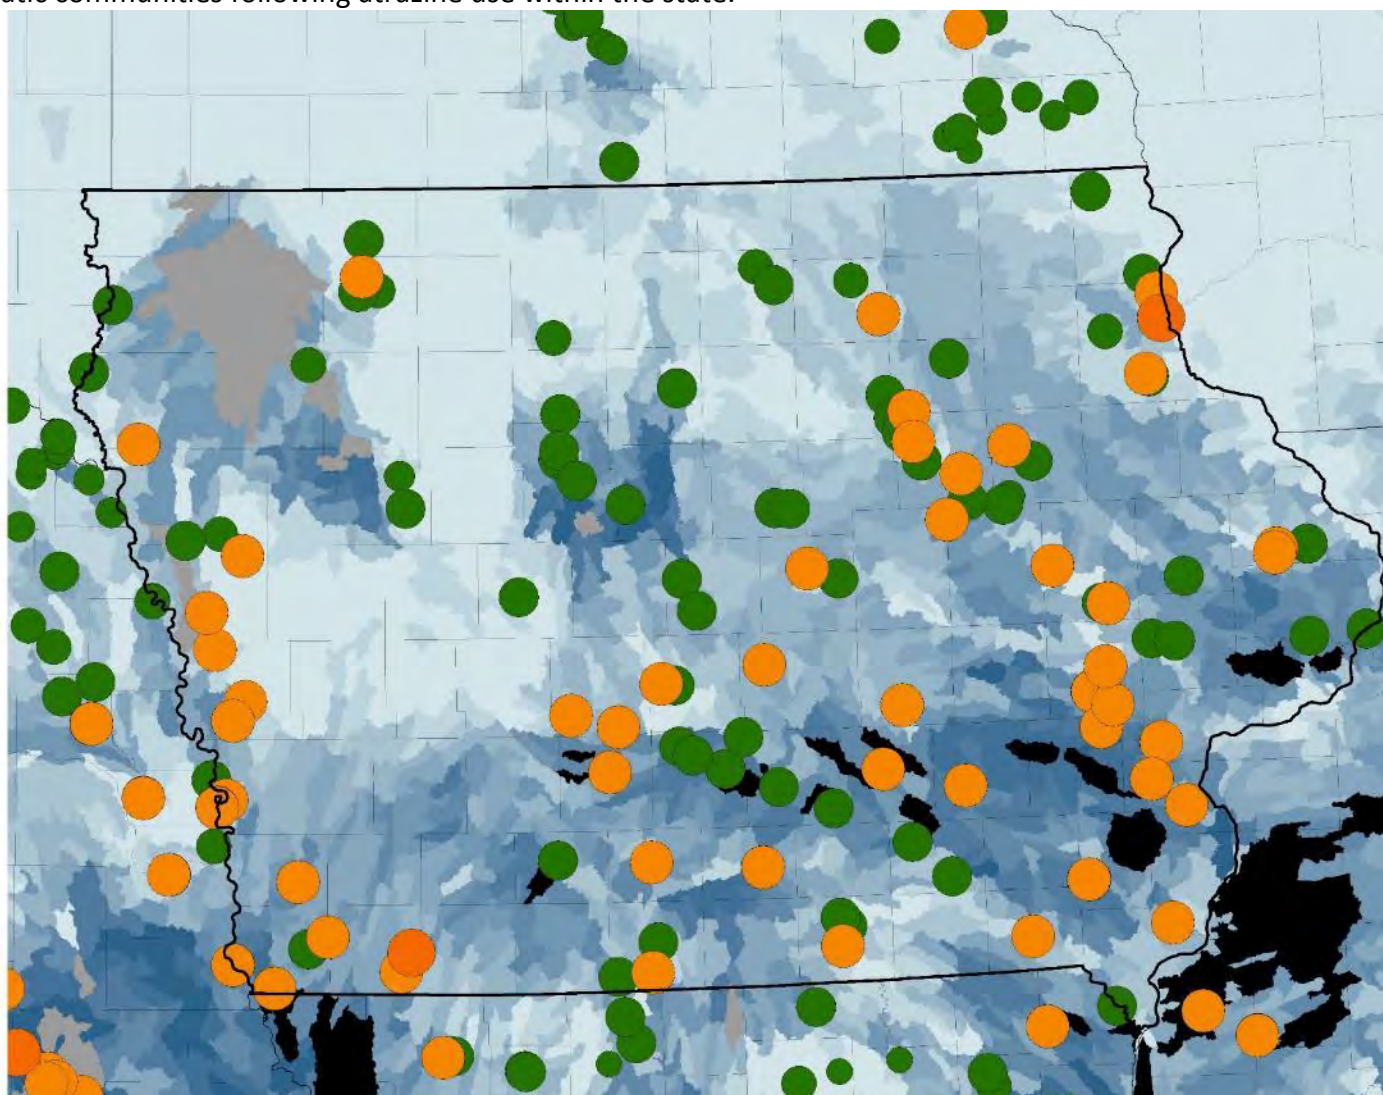 atic communities following atrazine use within the state.